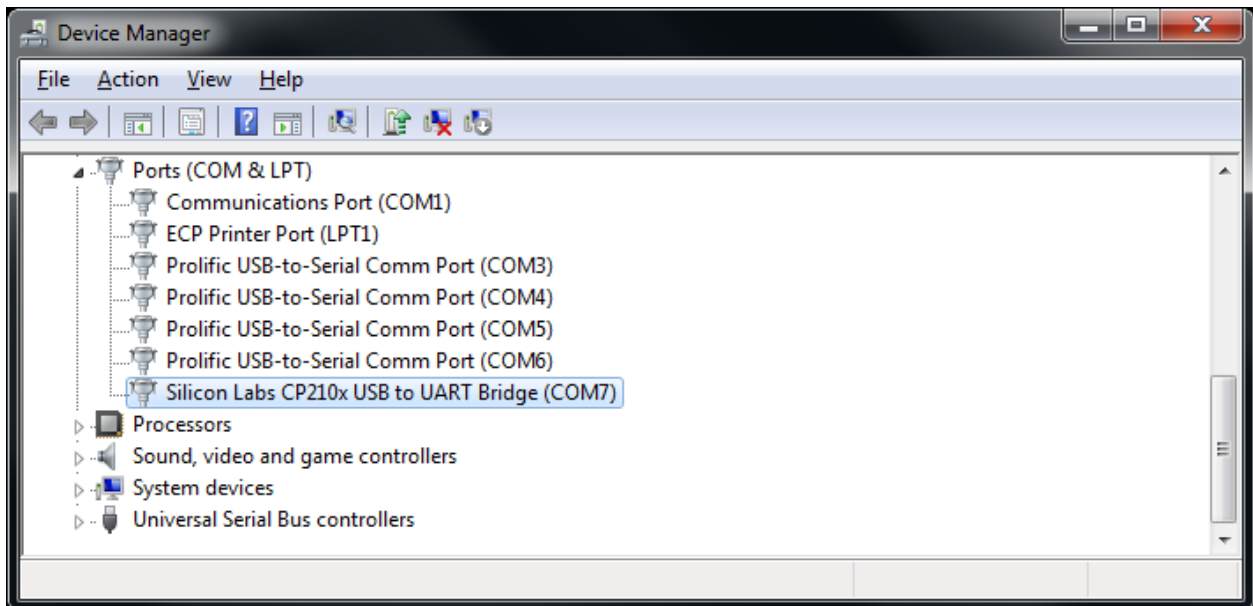 Device Manager
File Action View Help
Ports (COM & LPT)
Communications Port (COM1)
ECP Printer Port (LPT1)
Prolific USB-to-Serial Comm Port (COM3)
Prolific USB-to-Serial Comm Port (COM4)
Prolific USB-to-Serial Comm Port (COM5)
Prolific USB-to-Serial Comm Port (COM6)
Silicon Labs CP210x USB to UART Bridge (COM7)
Processors
Sound, video and game controllers
System devices
Universal Serial Bus controllers